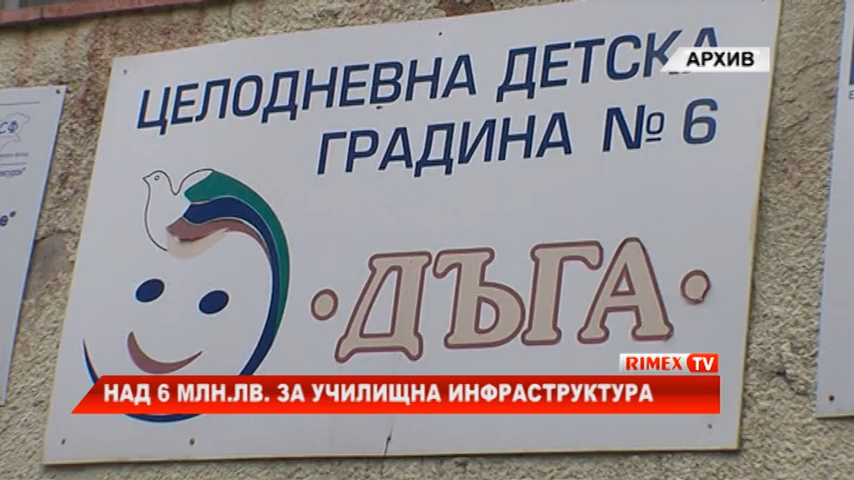 ЦЕЛОДНЕВНА ДЕТСКА
АРХИВ
ГРАДИНА № 6
·ДЪГА·
RIMEX TV
НАД 6 МЛН.ЛВ. ЗА УЧИЛИЩНА ИНФРАСТРУКТУРА